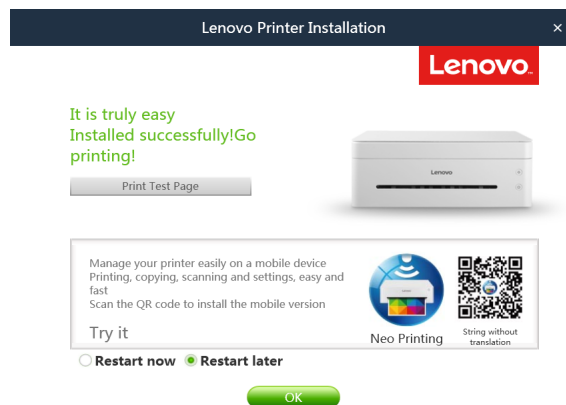 Lenovo Printer Installation
×
Lenovo
It is truly easy
Installed successfully!Go
printing!
Print Test Page
Lenovo
Manage your printer easily on a mobile device
Printing, copying, scanning and settings, easy and
fast
Scan the QR code to install the mobile version
Try it
Neo Printing
String without
translation
Restart now
Restart later
OK